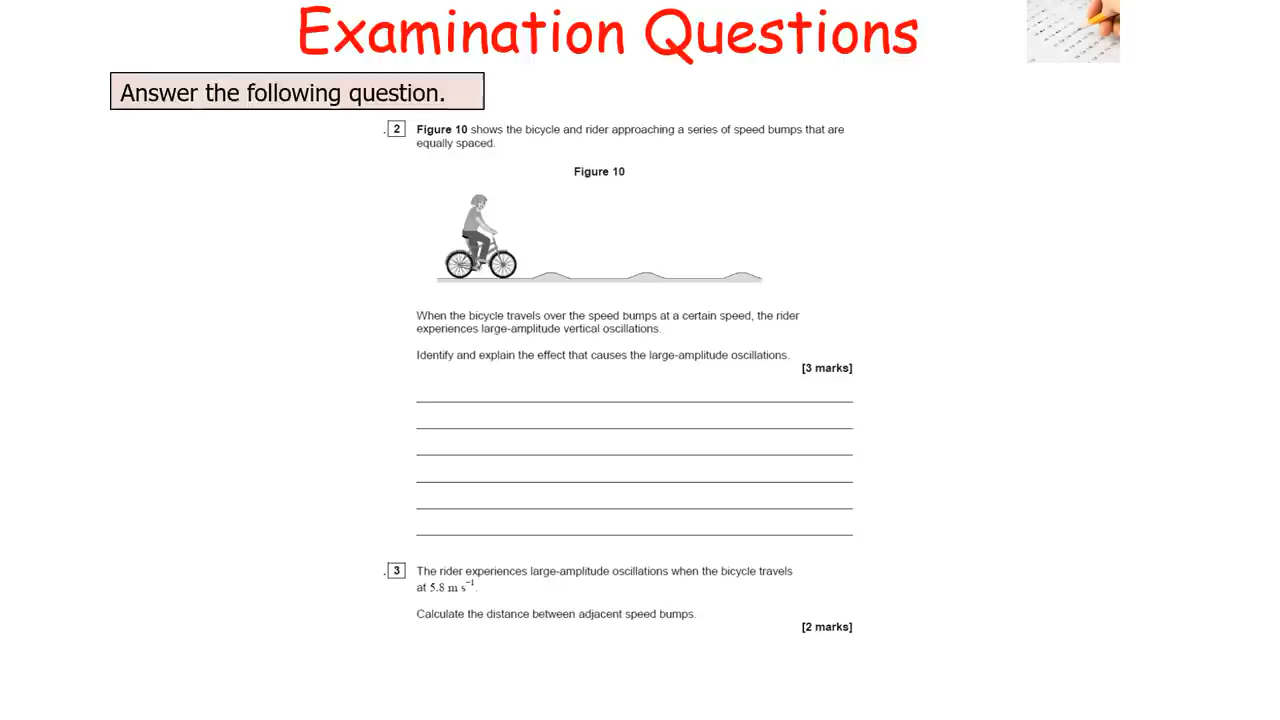 Examination Questions
Answer the following question.
. 2 Figure 10 shows the bicycle and rider approaching a series of speed bumps that are
equally spaced.
Figure 10
When the bicycle travels over the speed bumps at a certain speed, the rider
experiences large-amplitude vertical oscillations.
Identify and explain the effect that causes the large-amplitude oscillations.
[3 marks]
. 3 The rider experiences large-amplitude oscillations when the bicycle travels
at 5.8 m s⁻¹.
Calculate the distance between adjacent speed bumps.
[2 marks]